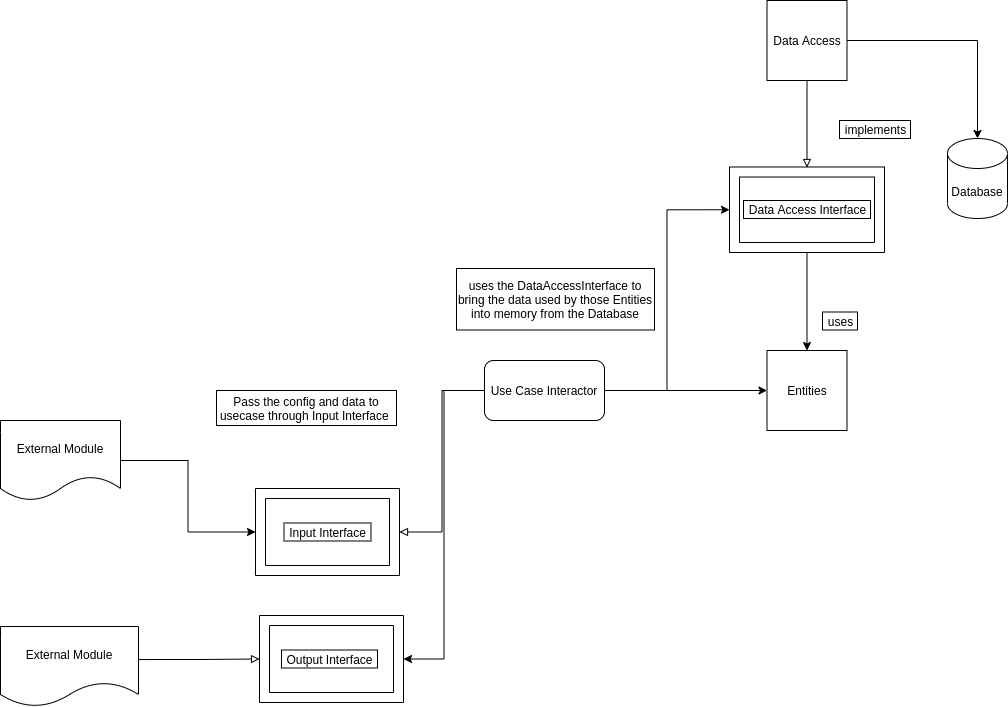 Data Access
implements
Database
Data Access Interface
uses the DataAccessInterface to
bring the data used by those Entities
into memory from the Database
uses
Use Case Interactor
Entities
Pass the config and data to
usecase through Input Interface
External Module
Input Interface
External Module
Output Interface